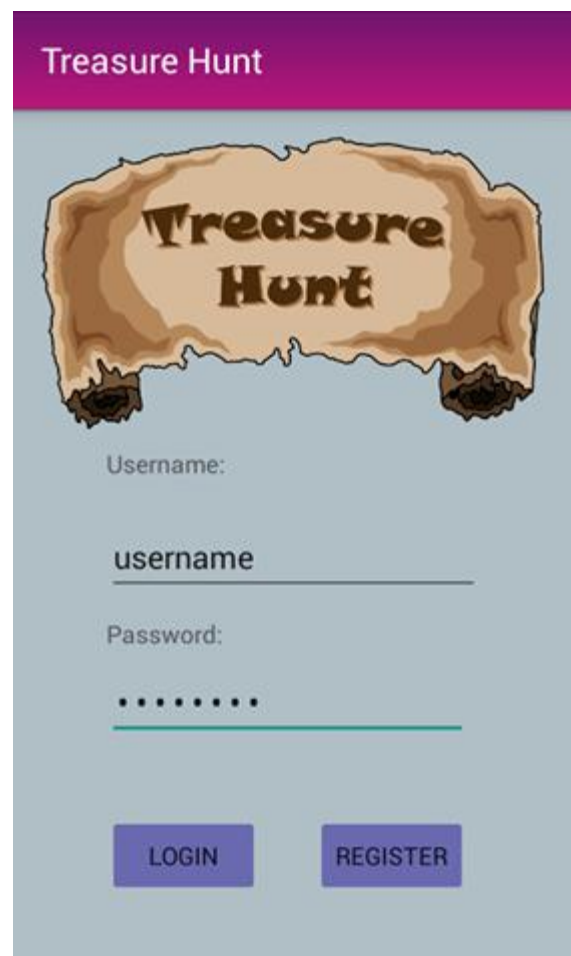 Treasure Hunt
Treasure
Hunt
Username:
username
Password:
••••••••
LOGIN
REGISTER